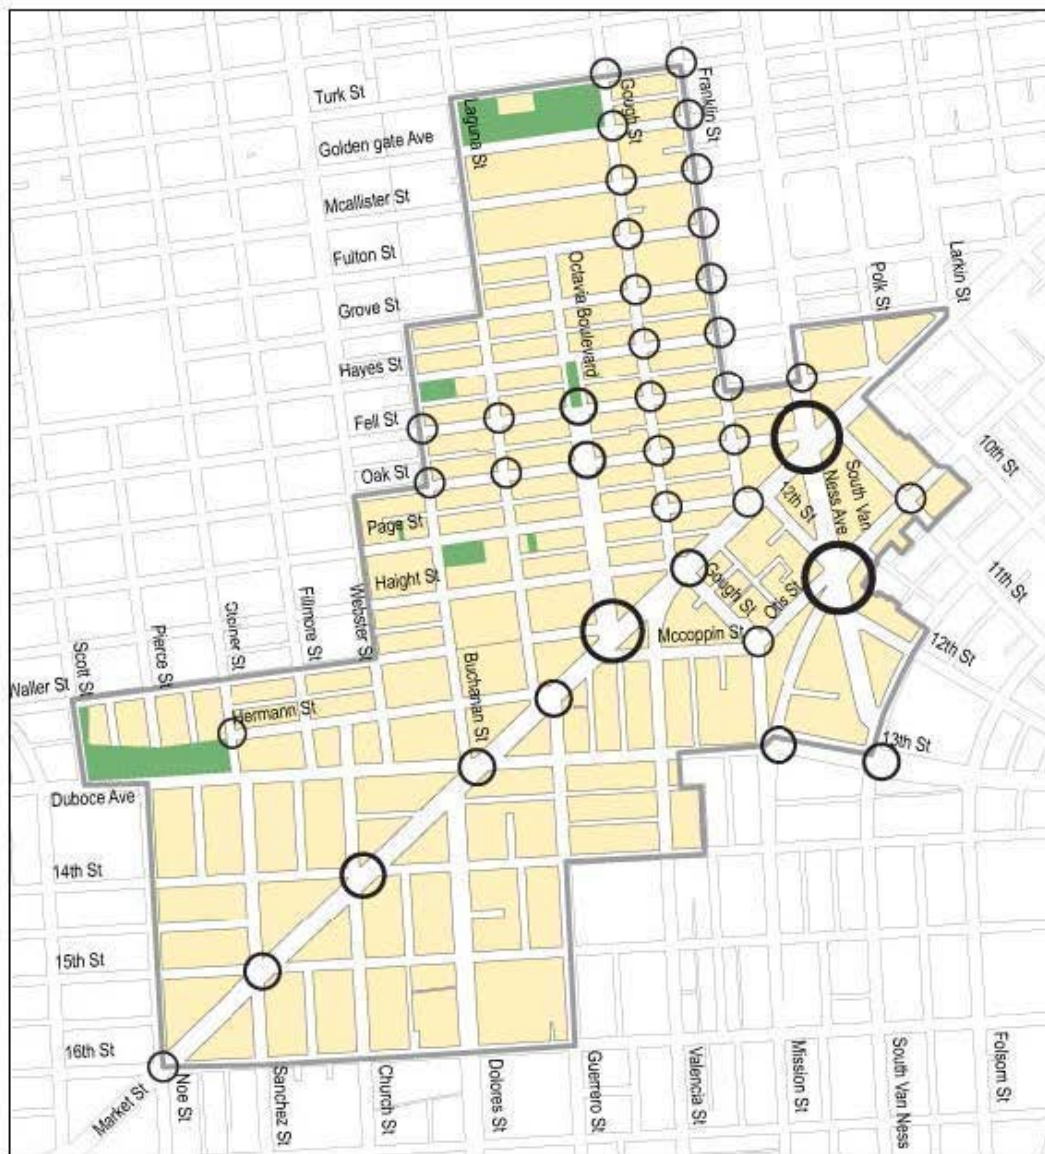 Turk St
Golden gate Ave
Mcallister St
Fulton St
Grove St
Hayes St
Fell St
Oak St
Page St
Haight St
Laguna St
Gough St
Franklin St
Octavia Boulevard
Larkin St
Polk St
10th St
11th St
12th St
12th St
South Van
Ness Ave
Gough St
Otis St
Mccoppin St
13th St
Webster St
Fillmore St
Steiner St
Pierce St
Scott St
Waller St
Hermann St
Buchanan St
Duboce Ave
14th St
15th St
16th St
Market St
Noe St
Sanchez St
Church St
Dolores St
Guerrero St
Valencia St
Mission St
South Van Ness
Folsom St